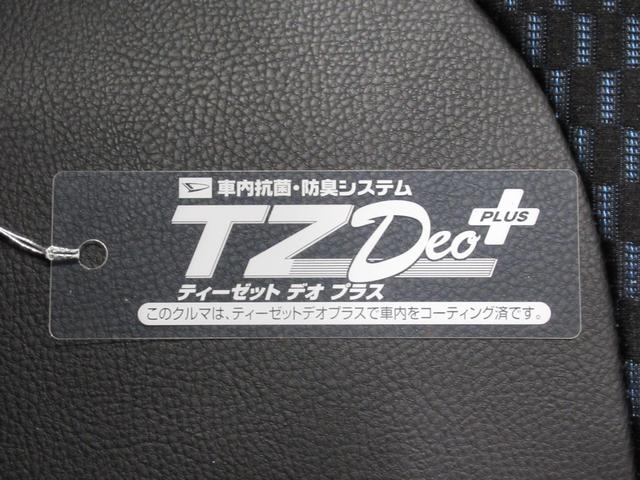 車内抗菌・防臭システム
TZ Deo PLUS
ティーゼット デオ プラス
このクルマは、ティーゼットデオプラスで車内をコーティング済です。